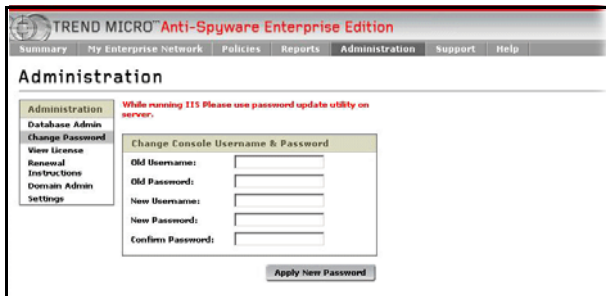 TREND MICRO™ Anti-Spyware Enterprise Edition
Summary My Enterprise Network Policies Reports Administration Support Help
Administration
Administration
Database Admin
Change Password
View License
Renewal
Instructions
Domain Admin
Settings
While running IIS Please use password update utility on
server.
Change Console Username & Password
Old Username:
Old Password:
New Username:
New Password:
Confirm Password:
Apply New Password